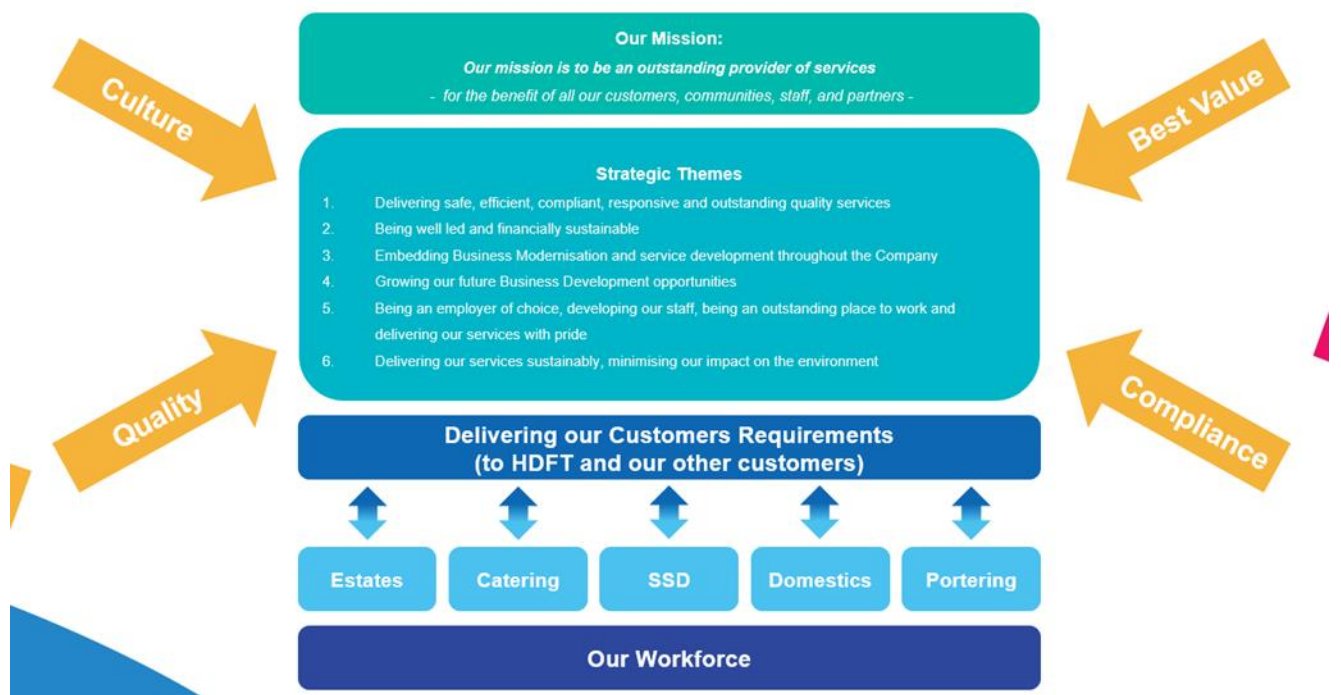 Our Mission:
Our mission is to be an outstanding provider of services
- for the benefit of all our customers, communities, staff, and partners -
Culture
Best Value
Strategic Themes
1. Delivering safe, efficient, compliant, responsive and outstanding quality services
2. Being well led and financially sustainable
3. Embedding Business Modernisation and service development throughout the Company
4. Growing our future Business Development opportunities
5. Being an employer of choice, developing our staff, being an outstanding place to work and
delivering our services with pride
6. Delivering our services sustainably, minimising our impact on the environment
Quality
Compliance
Delivering our Customers Requirements
(to HDFT and our other customers)
Estates
Catering
SSD
Domestics
Portering
Our Workforce